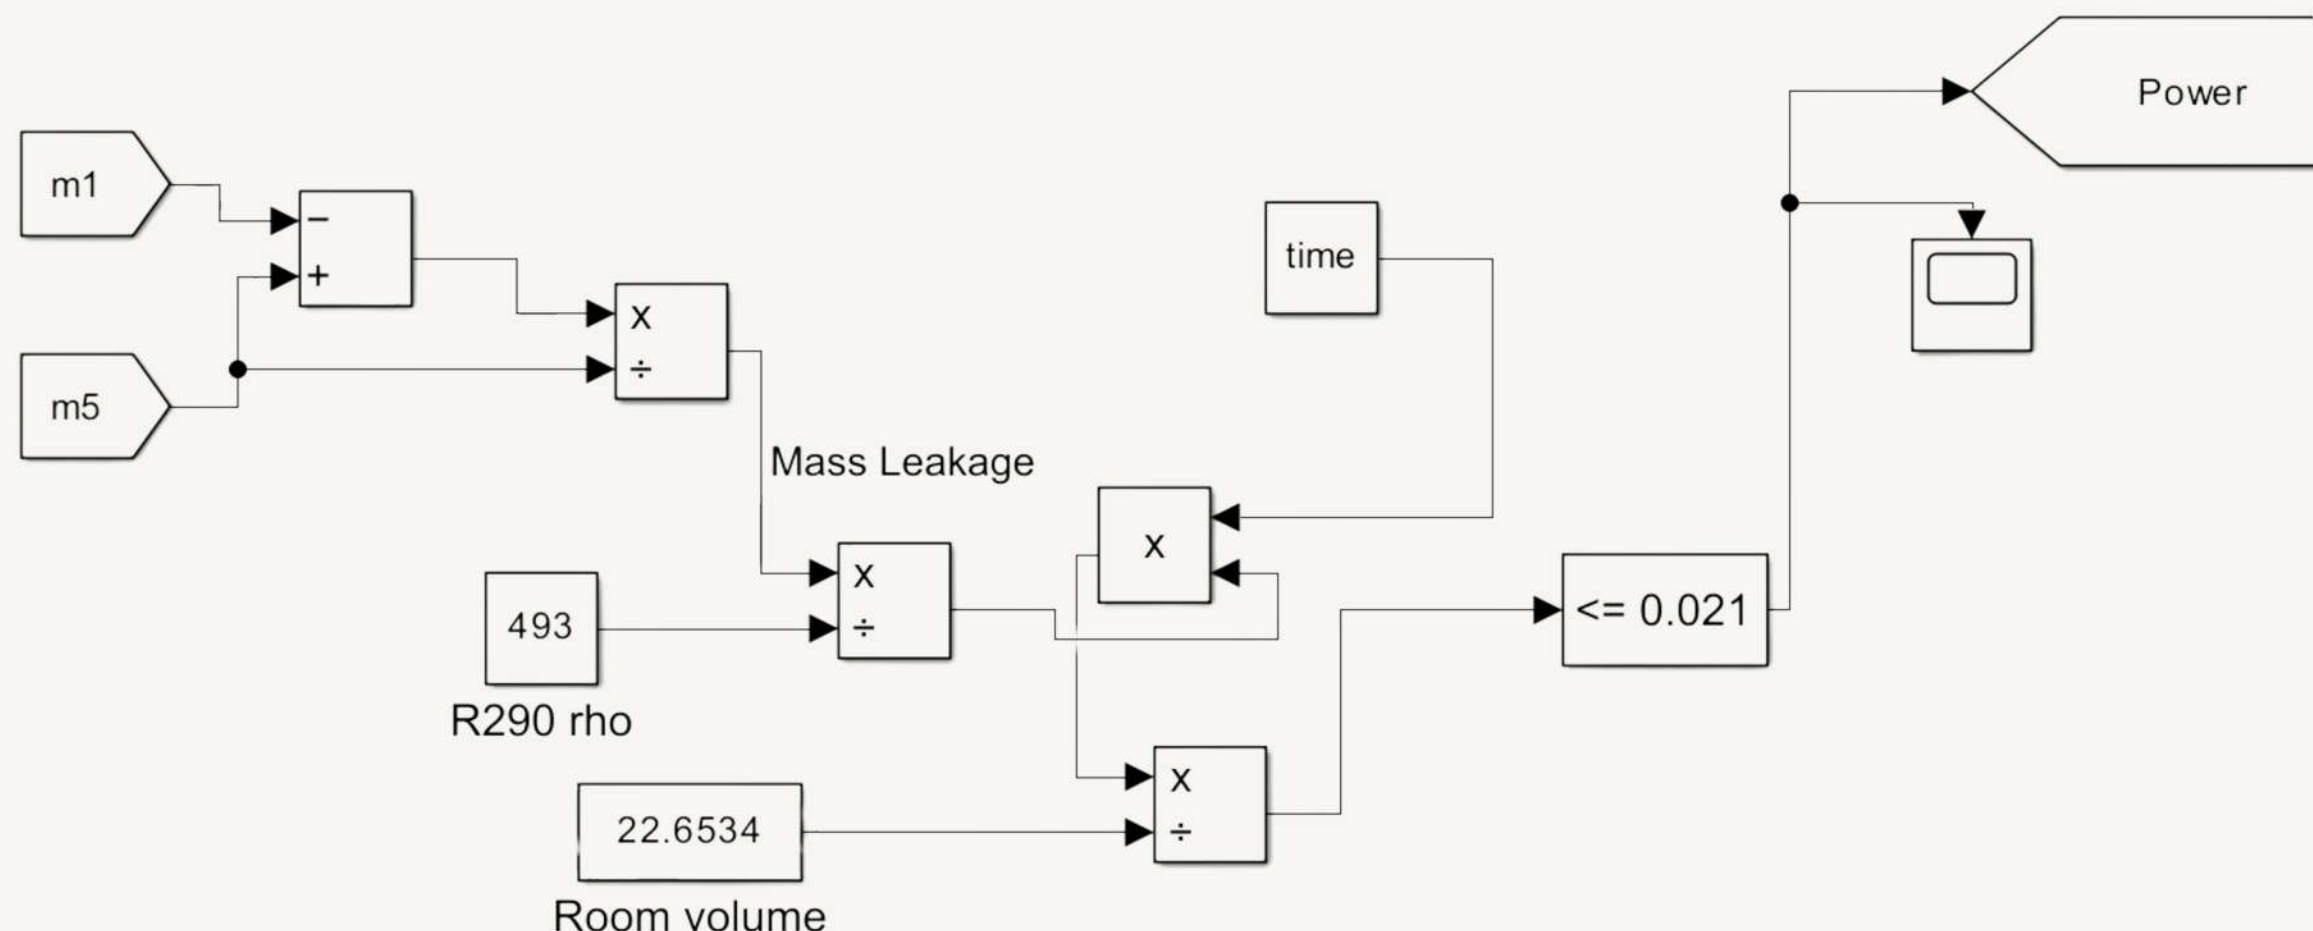 Power
m1
−
+
time
x
÷
m5
Mass Leakage
x
x
÷
493
<= 0.021
R290 rho
x
÷
22.6534
Room volume